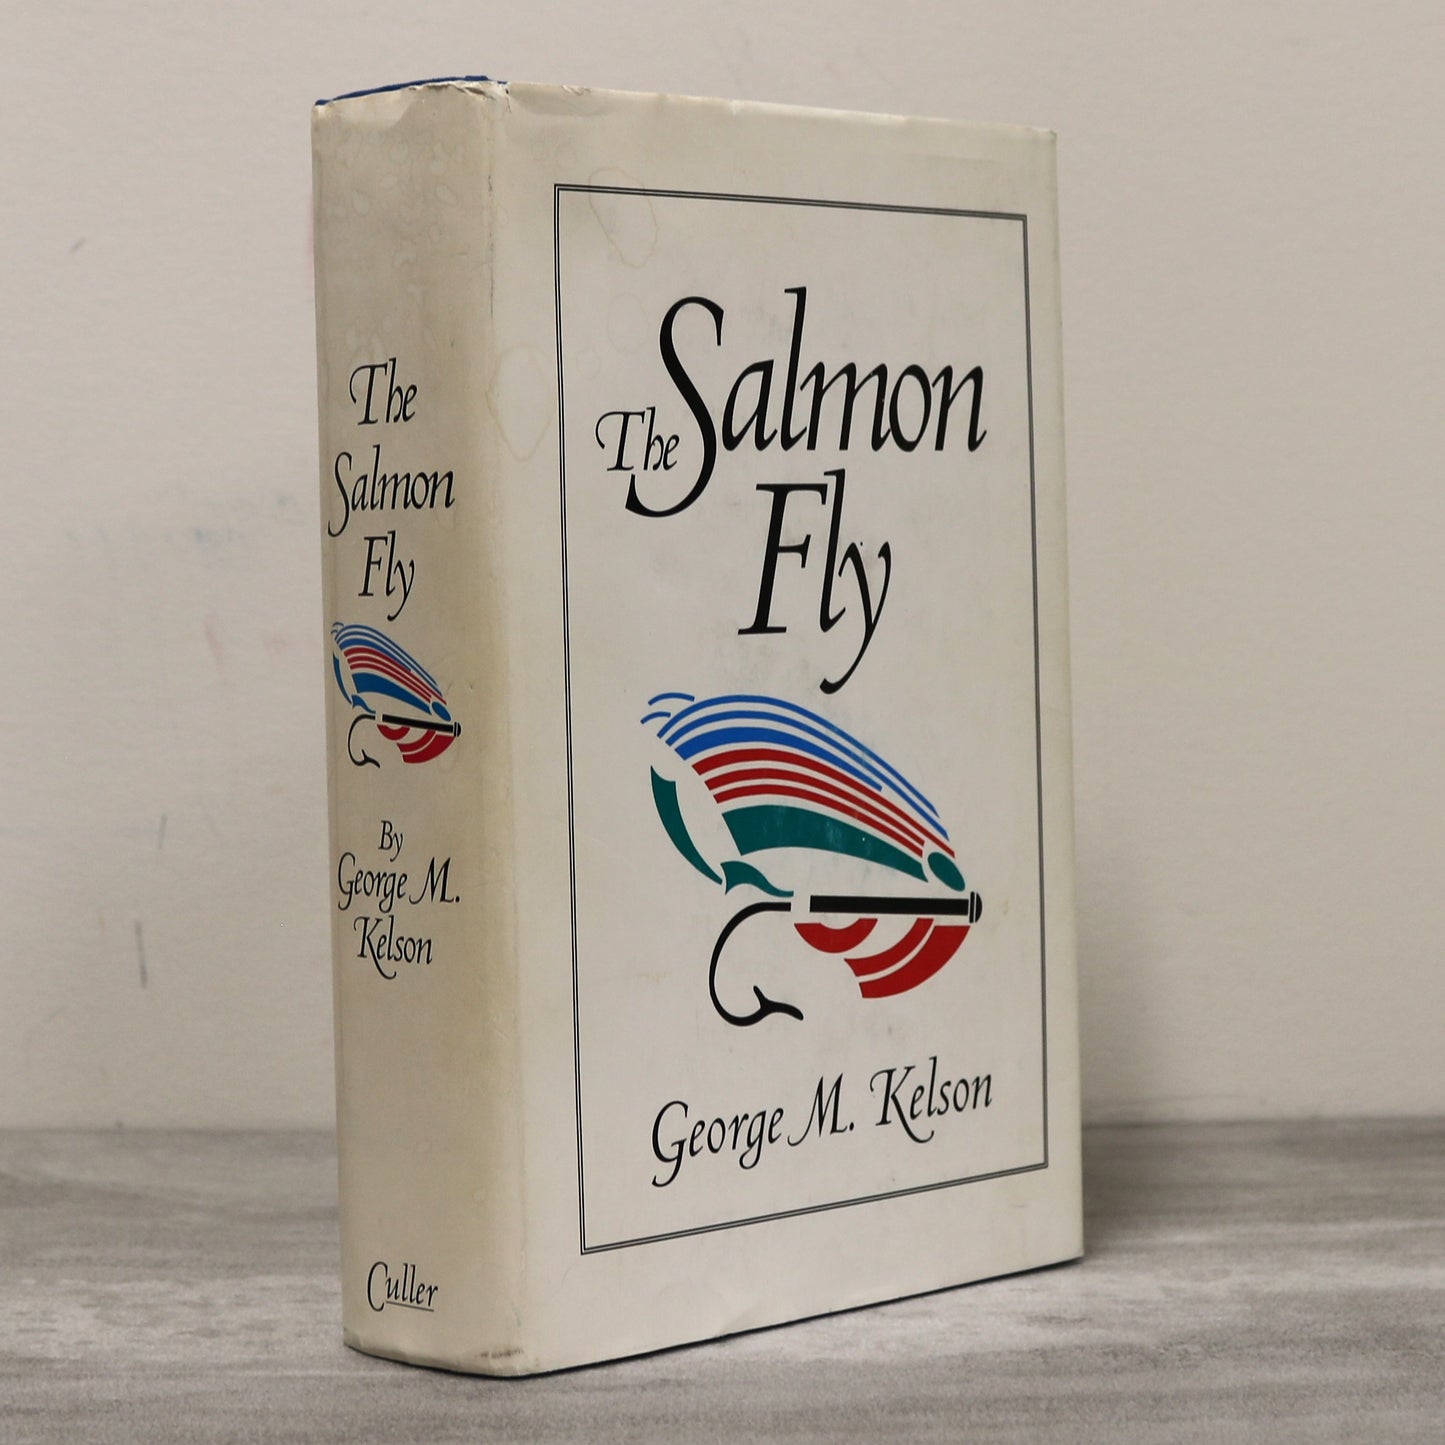 The
Salmon
Fly
By
George M.
Kelson
Culler
The Salmon
Fly
George M. Kelson